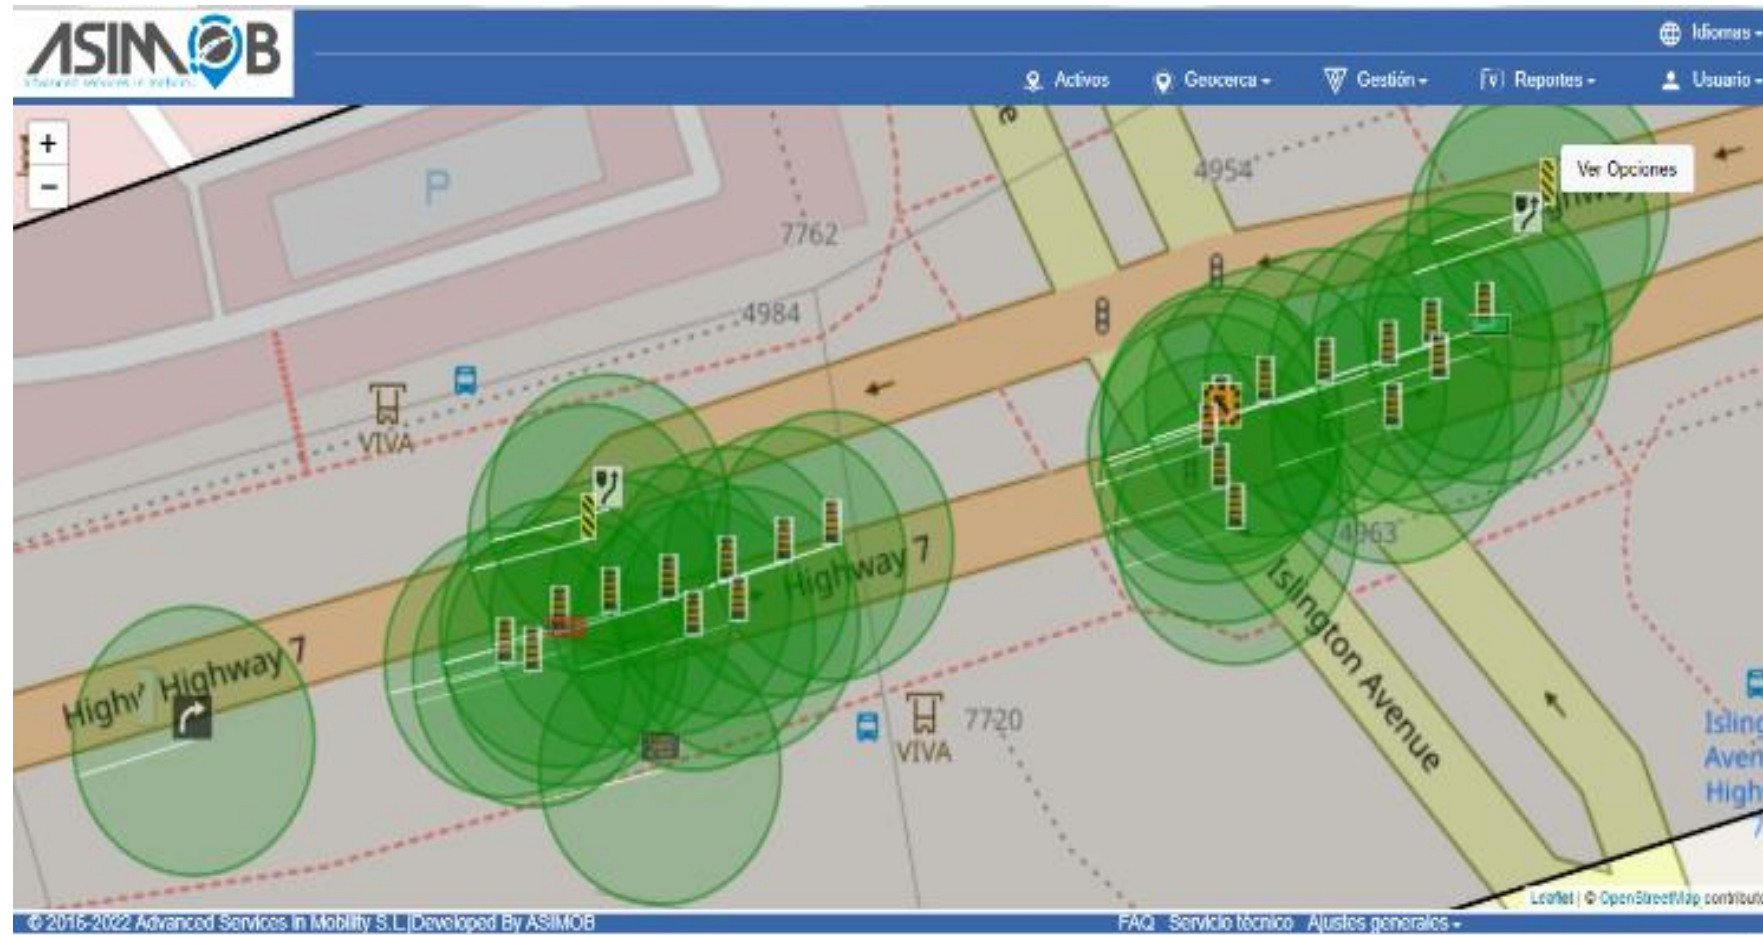 ASIMOB
Idiomas
Activos
Geocerca
Gestión
Reportes
Usuario
+
−
Ver Opciones
P
4954
7762
4984
VIVA
Highway 7
4963
Islington Avenue
Highway 7
VIVA
7720
Leaflet | © OpenStreetMap
© 2016-2022 Advanced Services in Mobility S.L.|Developed By ASIMOB
FAQ Servicio técnico Ajustes generales